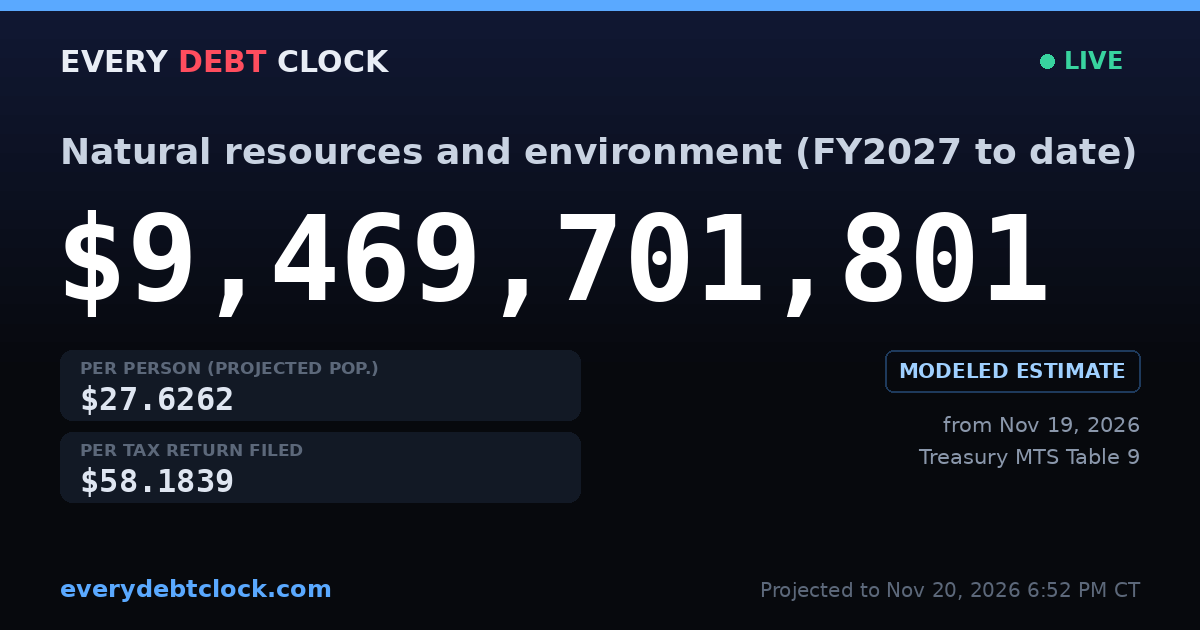 EVERY DEBT CLOCK
LIVE
Natural resources and environment (FY2027 to date)
$9,469,701,801
PER PERSON (PROJECTED POP.)
$27.6262
MODELED ESTIMATE
from Nov 19, 2026
Treasury MTS Table 9
PER TAX RETURN FILED
$58.1839
everydebtclock.com
Projected to Nov 20, 2026 6:52 PM CT